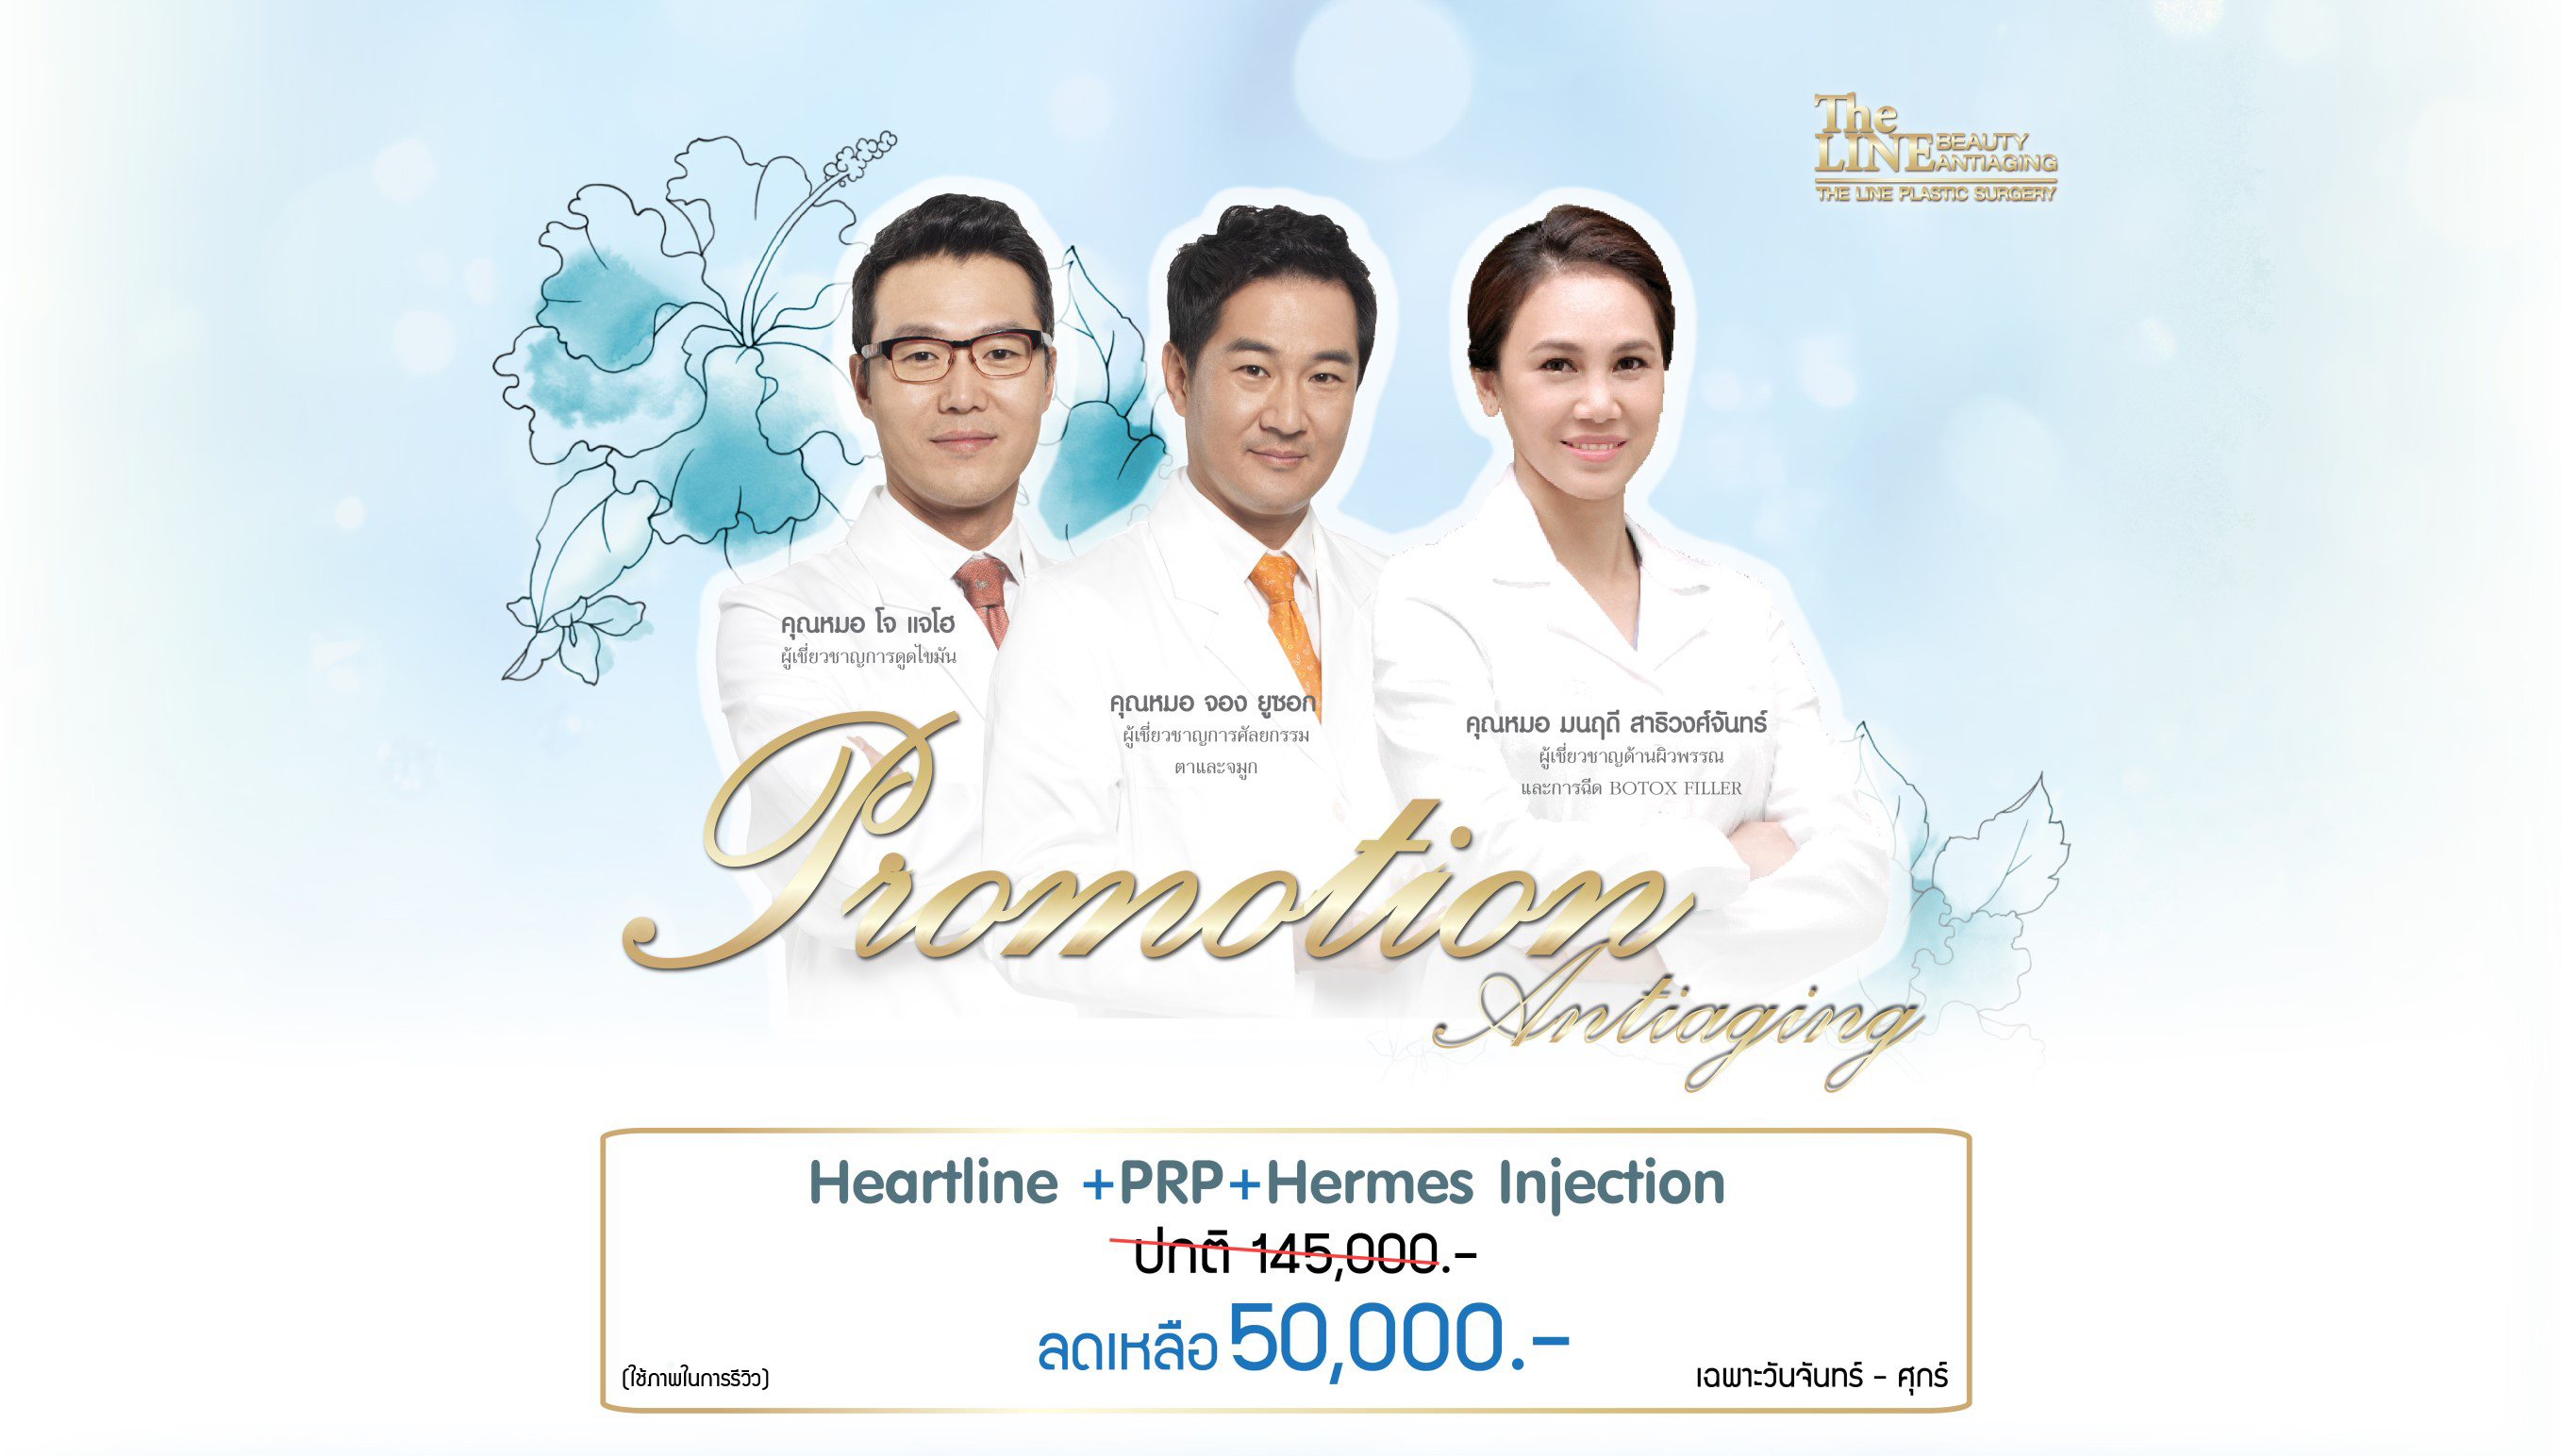 The
LINE BEAUTY
ANTIAGING
THE LINE PLASTIC SURGERY
คุณหมอ โจ แจโฮ
ผู้เชี่ยวชาญการดูดไขมัน
คุณหมอ จอง ยูซอก
ผู้เชี่ยวชาญการศัลยกรรม
ตาและจมูก
คุณหมอ มนฤดี สาธิวงศ์จันทร์
ผู้เชี่ยวชาญด้านผิวพรรณ
และการฉีด BOTOX FILLER
Promotion
Antiaging
Heartline +PRP+Hermes Injection
ปกติ 145,000.-
ลดเหลือ 50,000.-
(ใช้ภาพในการรีวิว)
เฉพาะวันจันทร์ - ศุกร์